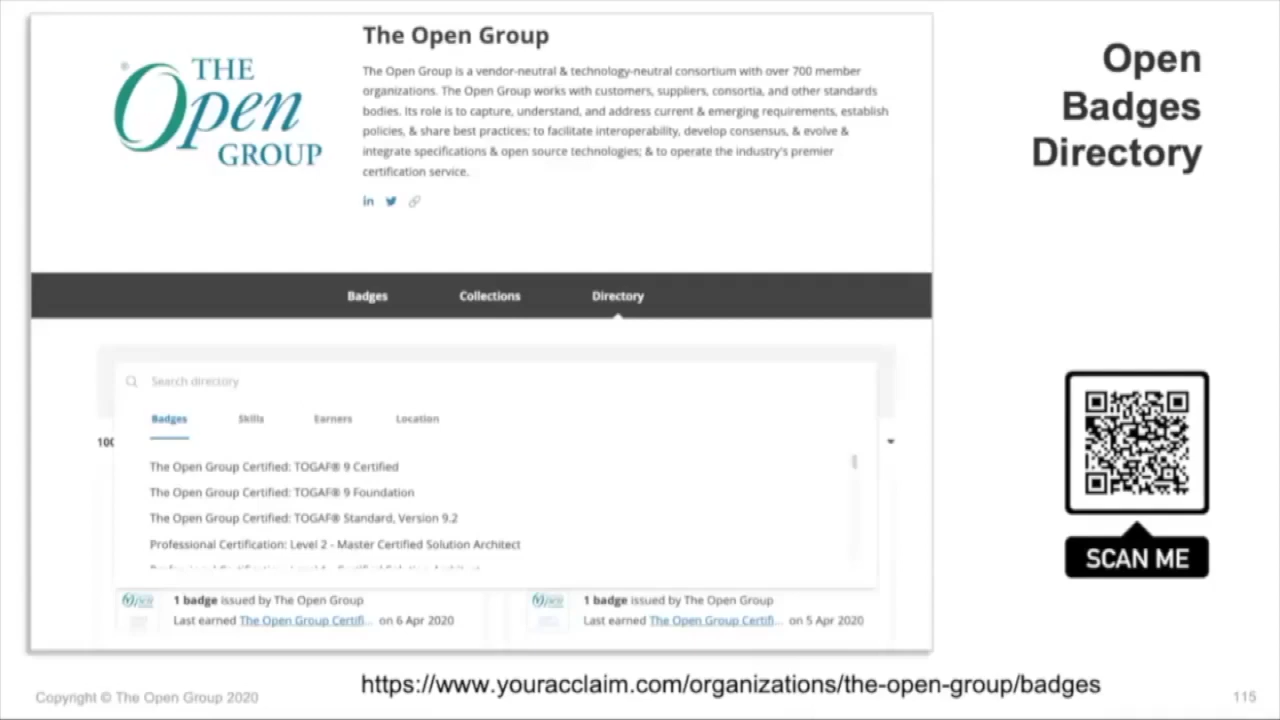 The Open Group
THE
Open
GROUP
The Open Group is a vendor-neutral & technology-neutral consortium with over 700 member
organizations. The Open Group works with customers, suppliers, consortia, and other standards
bodies. Its role is to capture, understand, and address current & emerging requirements, establish
policies, & share best practices; to facilitate interoperability, develop consensus, & evolve &
integrate specifications & open source technologies; & to operate the industry's premier
certification service.
in
Open
Badges
Directory
Badges Collections Directory
Search directory
Badges Skills Earners Location
100
The Open Group Certified: TOGAF® 9 Certified
The Open Group Certified: TOGAF® 9 Foundation
The Open Group Certified: TOGAF® Standard, Version 9.2
Professional Certification: Level 2 - Master Certified Solution Architect
1 badge issued by The Open Group
Last earned The Open Group Certifi... on 6 Apr 2020
1 badge issued by The Open Group
Last earned The Open Group Certifi... on 5 Apr 2020
SCAN ME
https://www.youracclaim.com/organizations/the-open-group/badges
Copyright © The Open Group 2020
115